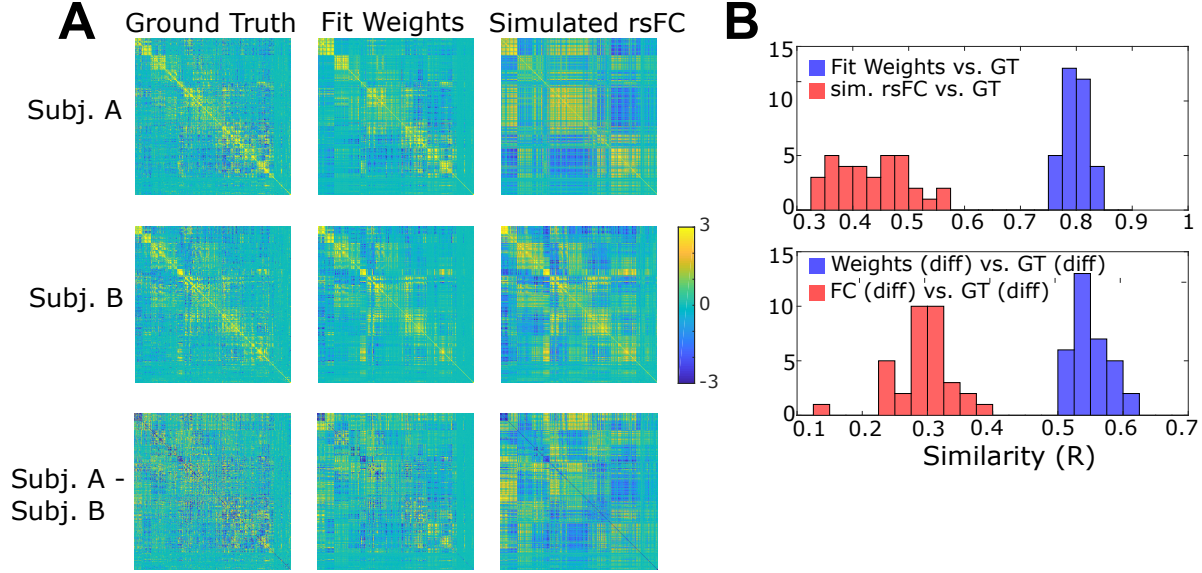 A
Ground Truth Fit Weights Simulated rsFC
Subj. A
Subj. B
Subj. A -
Subj. B
3
0
-3
B
15
10
5
0
Fit Weights vs. GT
sim. rsFC vs. GT
0.3 0.4 0.5 0.6 0.7 0.8 0.9 1
15
10
5
0
Weights (diff) vs. GT (diff)
FC (diff) vs. GT (diff)
0.1 0.2 0.3 0.4 0.5 0.6 0.7
Similarity (R)